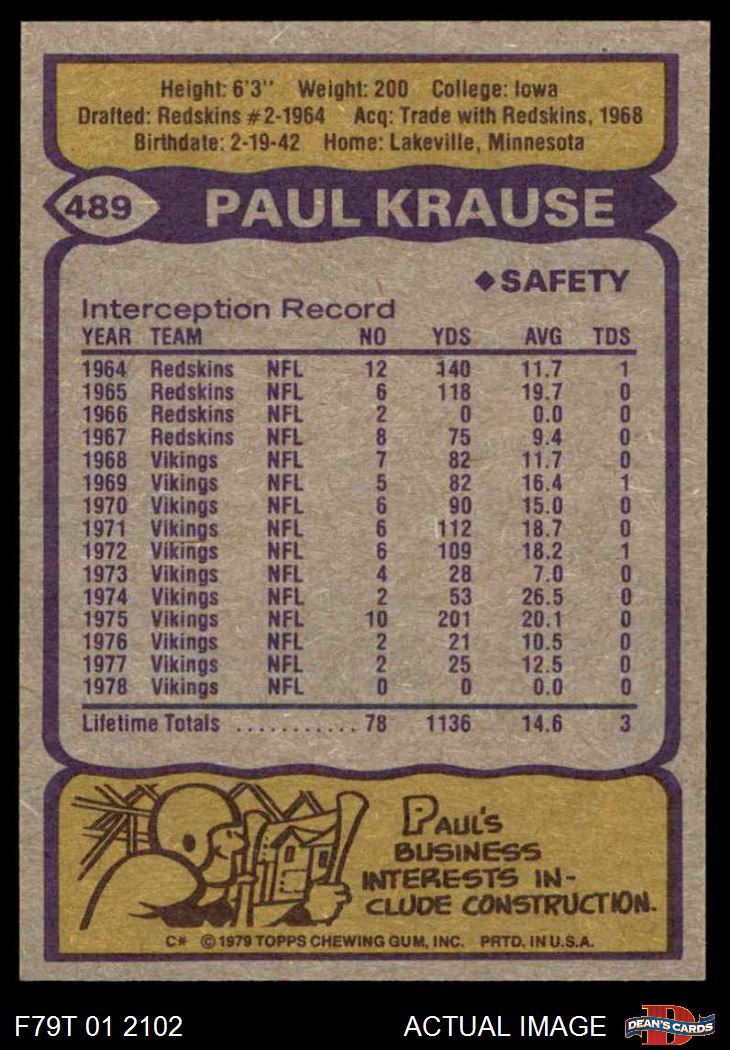 Height: 6'3" Weight: 200 College: Iowa
Drafted: Redskins #2-1964 Acq: Trade with Redskins, 1968
Birthdate: 2-19-42 Home: Lakeville, Minnesota
489 PAUL KRAUSE
◆SAFETY
Interception Record
YEAR TEAM NO YDS AVG TDS
1964 Redskins NFL 12 140 11.7 1
1965 Redskins NFL 6 118 19.7 0
1966 Redskins NFL 2 0 0.0 0
1967 Redskins NFL 8 75 9.4 0
1968 Vikings NFL 7 82 11.7 0
1969 Vikings NFL 5 82 16.4 1
1970 Vikings NFL 6 90 15.0 0
1971 Vikings NFL 6 112 18.7 0
1972 Vikings NFL 6 109 18.2 1
1973 Vikings NFL 4 28 7.0 0
1974 Vikings NFL 2 53 26.5 0
1975 Vikings NFL 10 201 20.1 0
1976 Vikings NFL 2 21 10.5 0
1977 Vikings NFL 2 25 12.5 0
1978 Vikings NFL 0 0 0.0 0
Lifetime Totals ........... 78 1136 14.6 3
PAUL'S
BUSINESS
INTERESTS IN-
CLUDE CONSTRUCTION.
C* © 1979 TOPPS CHEWING GUM, INC. PRTD. IN U.S.A.
F79T 01 2102 ACTUAL IMAGE D DEAN'S CARDS